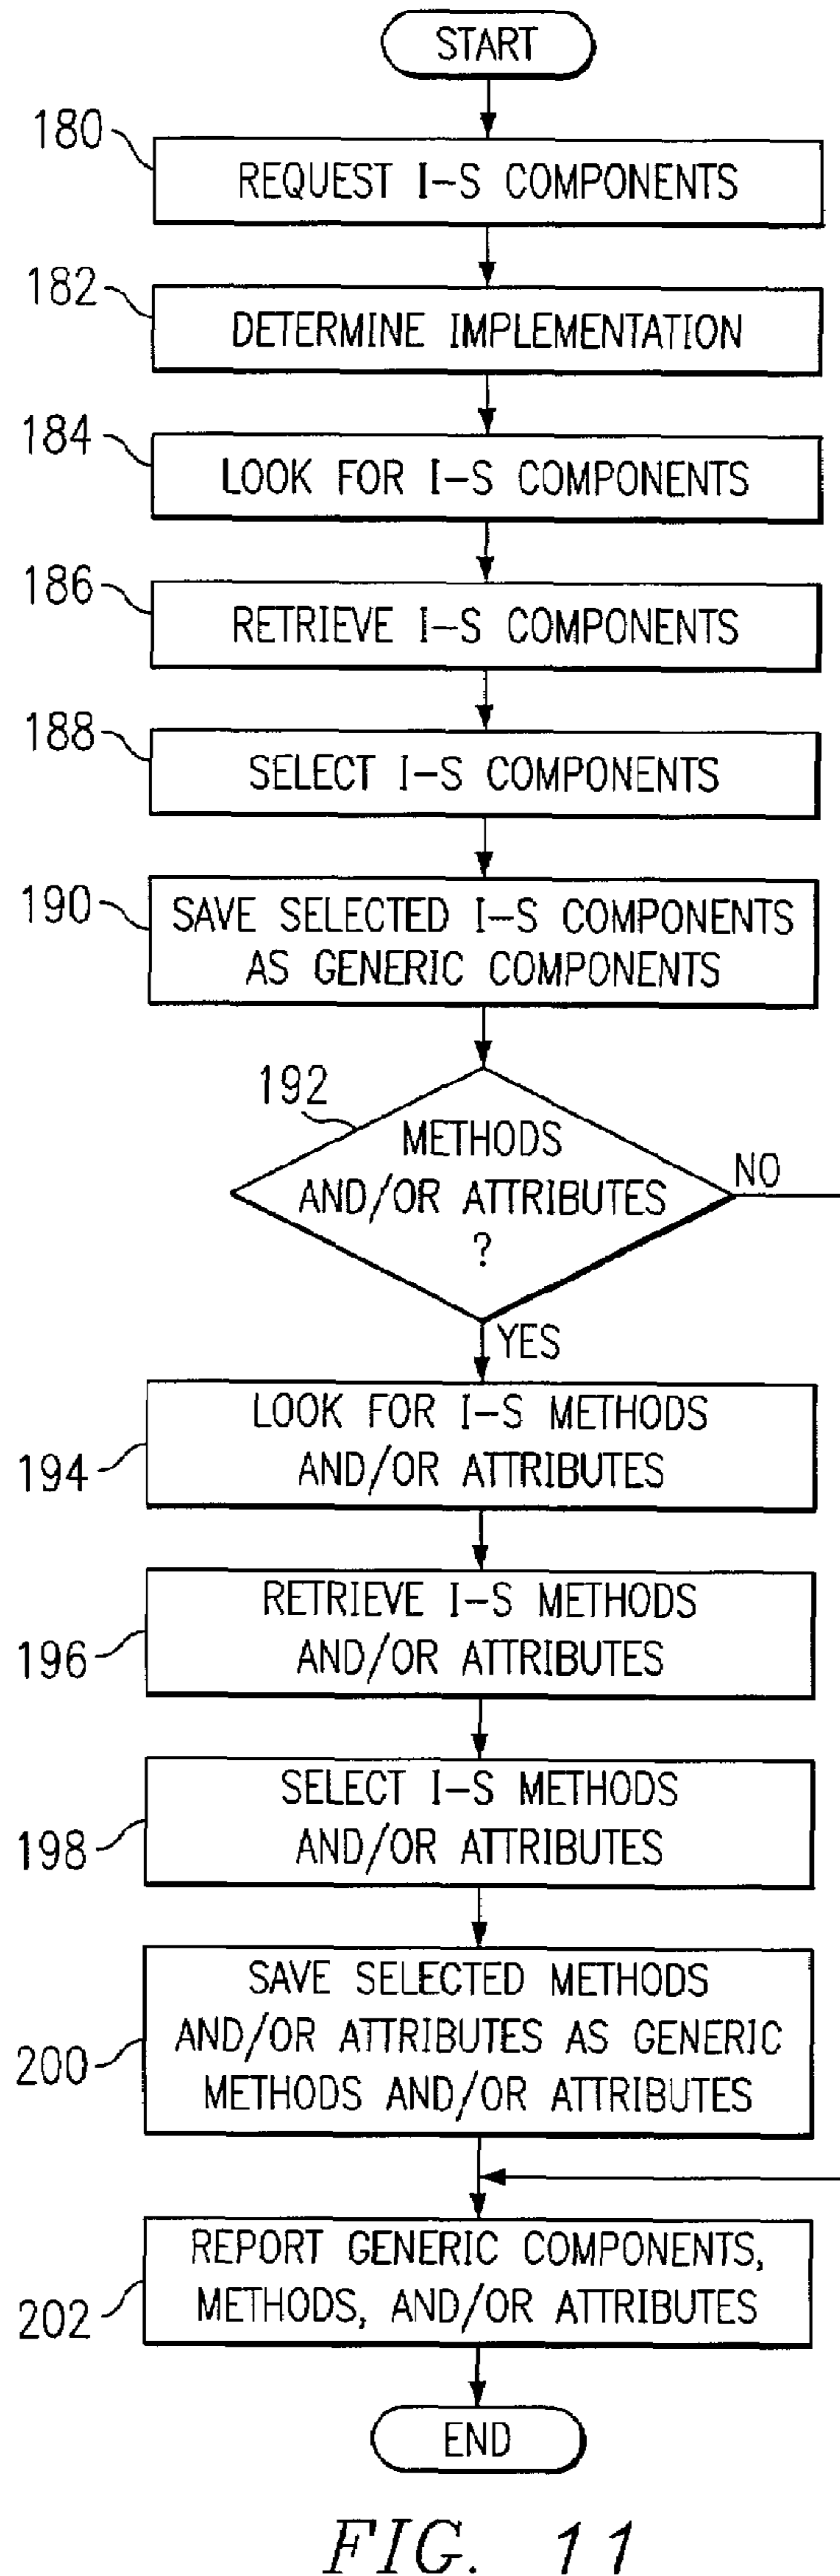 START
180
REQUEST I-S COMPONENTS
182
DETERMINE IMPLEMENTATION
184
LOOK FOR I-S COMPONENTS
186
RETRIEVE I-S COMPONENTS
188
SELECT I-S COMPONENTS
190
SAVE SELECTED I-S COMPONENTS
AS GENERIC COMPONENTS
192
METHODS
AND/OR ATTRIBUTES
?
NO
YES
194
LOOK FOR I-S METHODS
AND/OR ATTRIBUTES
196
RETRIEVE I-S METHODS
AND/OR ATTRIBUTES
198
SELECT I-S METHODS
AND/OR ATTRIBUTES
200
SAVE SELECTED METHODS
AND/OR ATTRIBUTES AS GENERIC
METHODS AND/OR ATTRIBUTES
202
REPORT GENERIC COMPONENTS,
METHODS, AND/OR ATTRIBUTES
END
FIG. 11